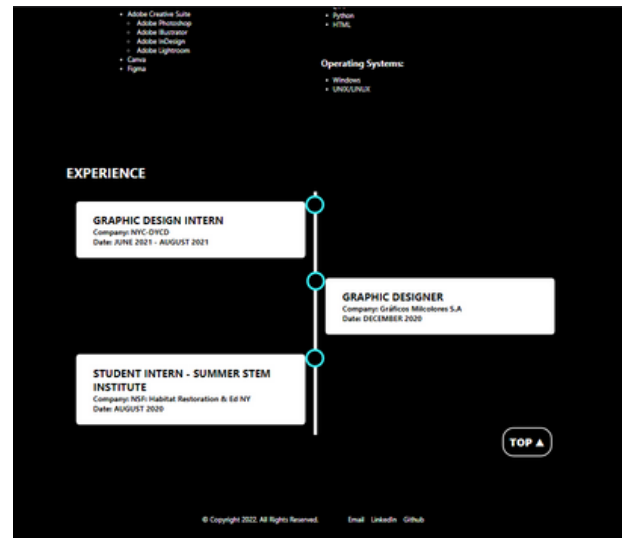 Adobe Creative Suite
Adobe Photoshop
Adobe Illustrator
Adobe InDesign
Adobe Lightroom
Canva
Figma
Python
HTML
Operating Systems:
Windows
UNIX/LINUX
EXPERIENCE
GRAPHIC DESIGN INTERN
Company: NYC-DYCD
Date: JUNE 2021 - AUGUST 2021
GRAPHIC DESIGNER
Company: Gráficos Milcolores S.A
Date: DECEMBER 2020
STUDENT INTERN - SUMMER STEM
INSTITUTE
Company: NSF: Habitat Restoration & Ed NY
Date: AUGUST 2020
TOP ▲
© Copyright 2022. All Rights Reserved. Email LinkedIn Github